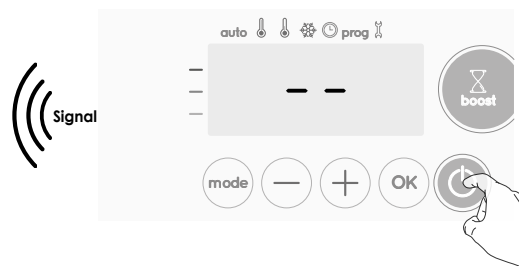 auto prog
Signal
– –
boost
mode − + OK